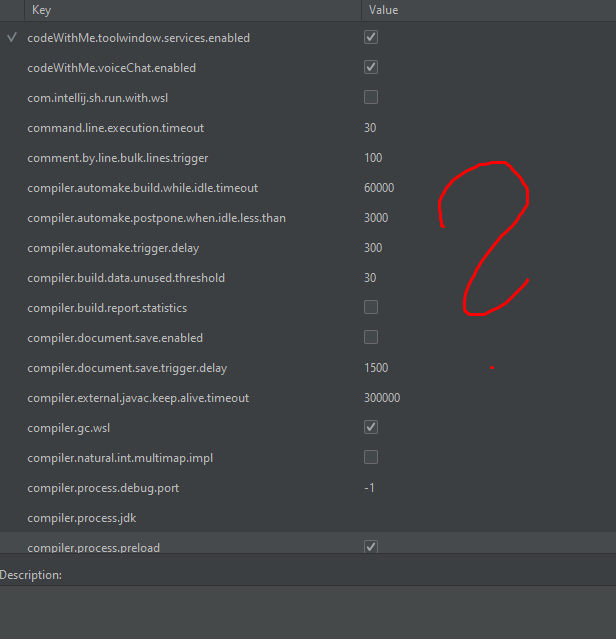 Key Value
codeWithMe.toolwindow.services.enabled
codeWithMe.voiceChat.enabled
com.intellij.sh.run.with.wsl
command.line.execution.timeout 30
comment.by.line.bulk.lines.trigger 100
compiler.automake.build.while.idle.timeout 60000
compiler.automake.postpone.when.idle.less.than 3000
compiler.automake.trigger.delay 300
compiler.build.data.unused.threshold 30
compiler.build.report.statistics
compiler.document.save.enabled
compiler.document.save.trigger.delay 1500
compiler.external.javac.keep.alive.timeout 300000
compiler.gc.wsl
compiler.natural.int.multimap.impl
compiler.process.debug.port -1
compiler.process.jdk
compiler.process.preload
Description:
?